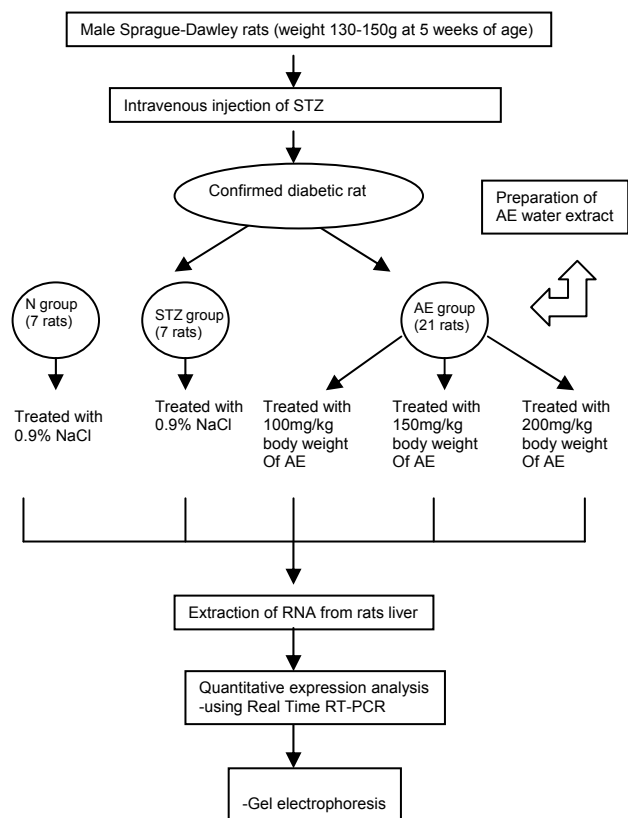 Male Sprague-Dawley rats (weight 130-150g at 5 weeks of age)
Intravenous injection of STZ
Confirmed diabetic rat
Preparation of
AE water extract
N group
(7 rats)
STZ group
(7 rats)
AE group
(21 rats)
Treated with
0.9% NaCl
Treated with
0.9% NaCl
Treated with
100mg/kg
body weight
Of AE
Treated with
150mg/kg
body weight
Of AE
Treated with
200mg/kg
body weight
Of AE
Extraction of RNA from rats liver
Quantitative expression analysis
-using Real Time RT-PCR
-Gel electrophoresis